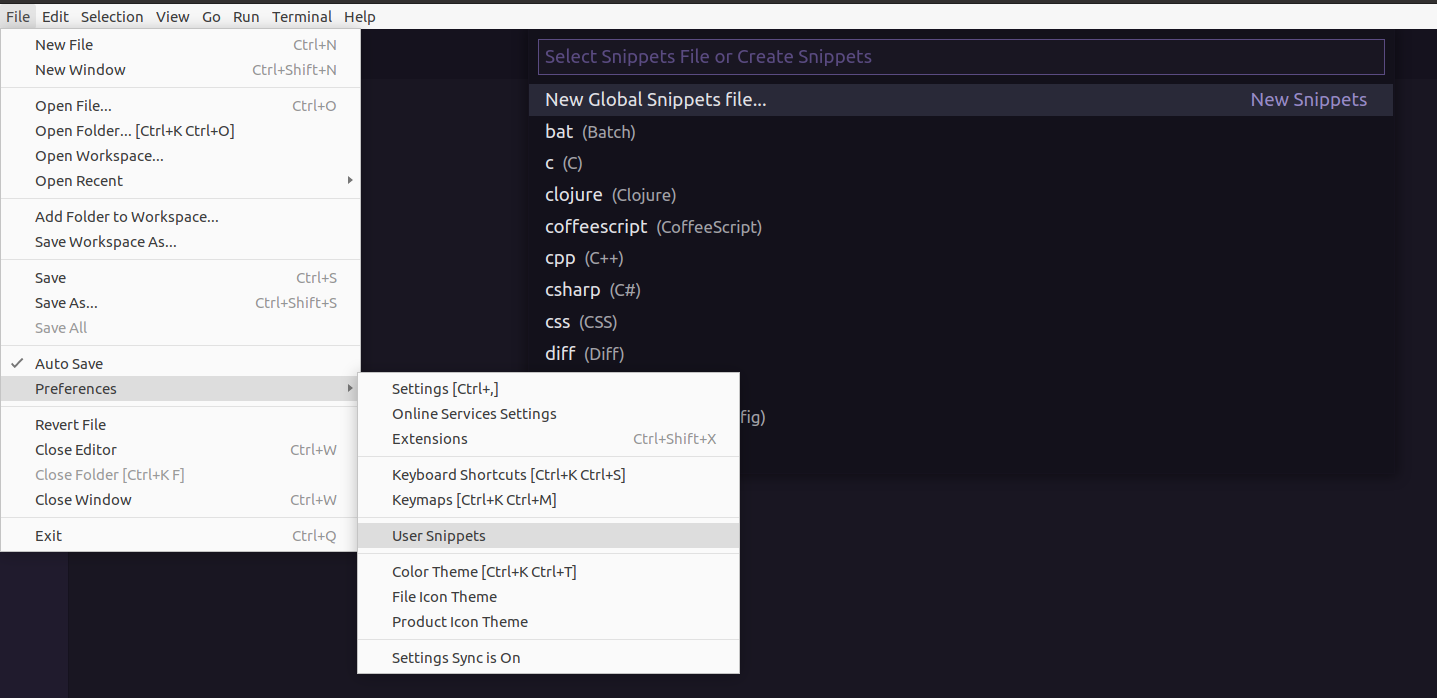 File Edit Selection View Go Run Terminal Help
New File Ctrl+N
New Window Ctrl+Shift+N
Open File... Ctrl+O
Open Folder... [Ctrl+K Ctrl+O]
Open Workspace...
Open Recent
Add Folder to Workspace...
Save Workspace As...
Save Ctrl+S
Save As... Ctrl+Shift+S
Save All
Auto Save
Preferences
Revert File
Close Editor Ctrl+W
Close Folder [Ctrl+K F]
Close Window Ctrl+W
Exit Ctrl+Q
Settings [Ctrl+,]
Online Services Settings
Extensions Ctrl+Shift+X
Keyboard Shortcuts [Ctrl+K Ctrl+S]
Keymaps [Ctrl+K Ctrl+M]
User Snippets
Color Theme [Ctrl+K Ctrl+T]
File Icon Theme
Product Icon Theme
Settings Sync is On
Select Snippets File or Create Snippets
New Global Snippets file... New Snippets
bat (Batch)
c (C)
clojure (Clojure)
coffeescript (CoffeeScript)
cpp (C++)
csharp (C#)
css (CSS)
diff (Diff)
fig)